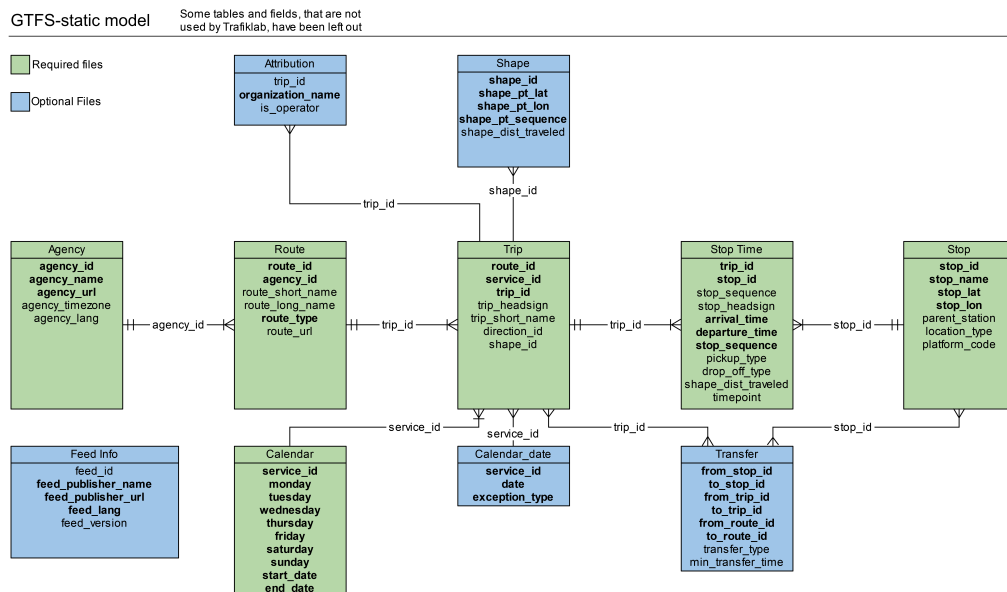 GTFS-static model
Some tables and fields, that are not
used by Trafiklab, have been left out
Required files
Optional Files
Attribution
trip_id
organization_name
is_operator
Shape
shape_id
shape_pt_lat
shape_pt_lon
shape_pt_sequence
shape_dist_traveled
trip_id
shape_id
Agency
agency_id
agency_name
agency_url
agency_timezone
agency_lang
agency_id
Route
route_id
agency_id
route_short_name
route_long_name
route_type
route_url
trip_id
Trip
route_id
service_id
trip_id
trip_headsign
trip_short_name
direction_id
shape_id
trip_id
Stop Time
trip_id
stop_id
stop_sequence
stop_headsign
arrival_time
departure_time
stop_sequence
pickup_type
drop_off_type
shape_dist_traveled
timepoint
stop_id
Stop
stop_id
stop_name
stop_lat
stop_lon
parent_station
location_type
platform_code
service_id
service_id
trip_id
stop_id
Feed Info
feed_id
feed_publisher_name
feed_publisher_url
feed_lang
feed_version
Calendar
service_id
monday
tuesday
wednesday
thursday
friday
saturday
sunday
start_date
end_date
Calendar_date
service_id
date
exception_type
Transfer
from_stop_id
to_stop_id
from_trip_id
to_trip_id
from_route_id
to_route_id
transfer_type
min_transfer_time